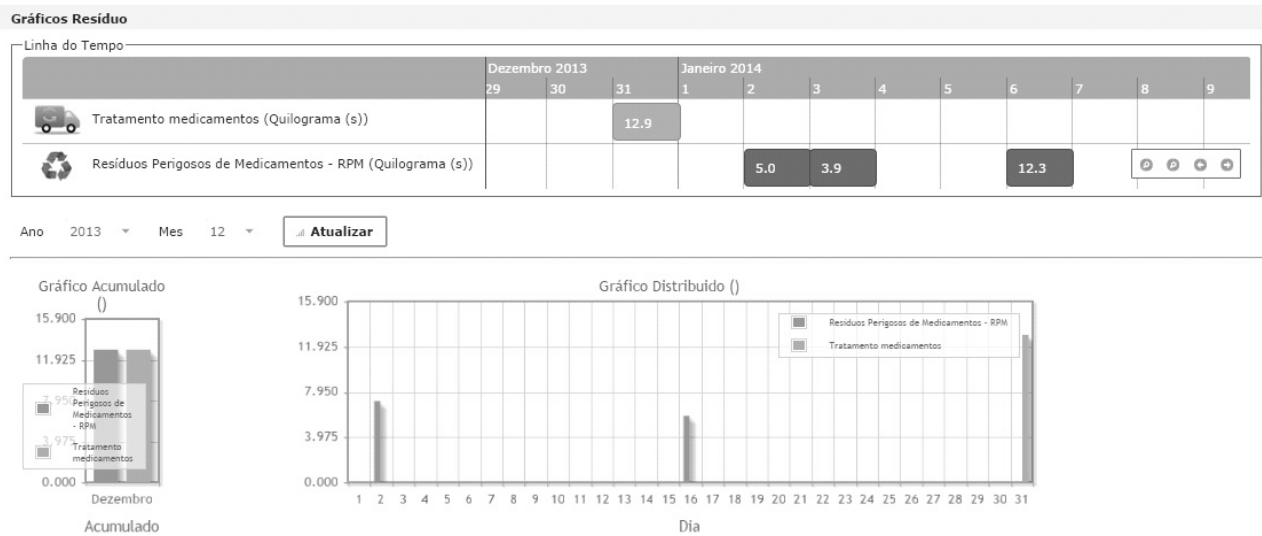 Gráficos Resíduo
Linha do Tempo
Dezembro 2013 Janeiro 2014
29 30 31 1 2 3 4 5 6 7 8 9
Tratamento medicamentos (Quilograma (s)) 12.9
Resíduos Perigosos de Medicamentos - RPM (Quilograma (s)) 5.0 3.9 12.3
Ano 2013 Mes 12 Atualizar
Gráfico Acumulado
()
15.900
11.925
7.950
3.975
0.000
Resíduos
Perigosos de
Medicamentos
- RPM
Tratamento
medicamentos
Dezembro
Acumulado
Gráfico Distribuido ()
15.900
11.925
7.950
3.975
0.000
Resíduos Perigosos de Medicamentos - RPM
Tratamento medicamentos
1 2 3 4 5 6 7 8 9 10 11 12 13 14 15 16 17 18 19 20 21 22 23 24 25 26 27 28 29 30 31
Dia